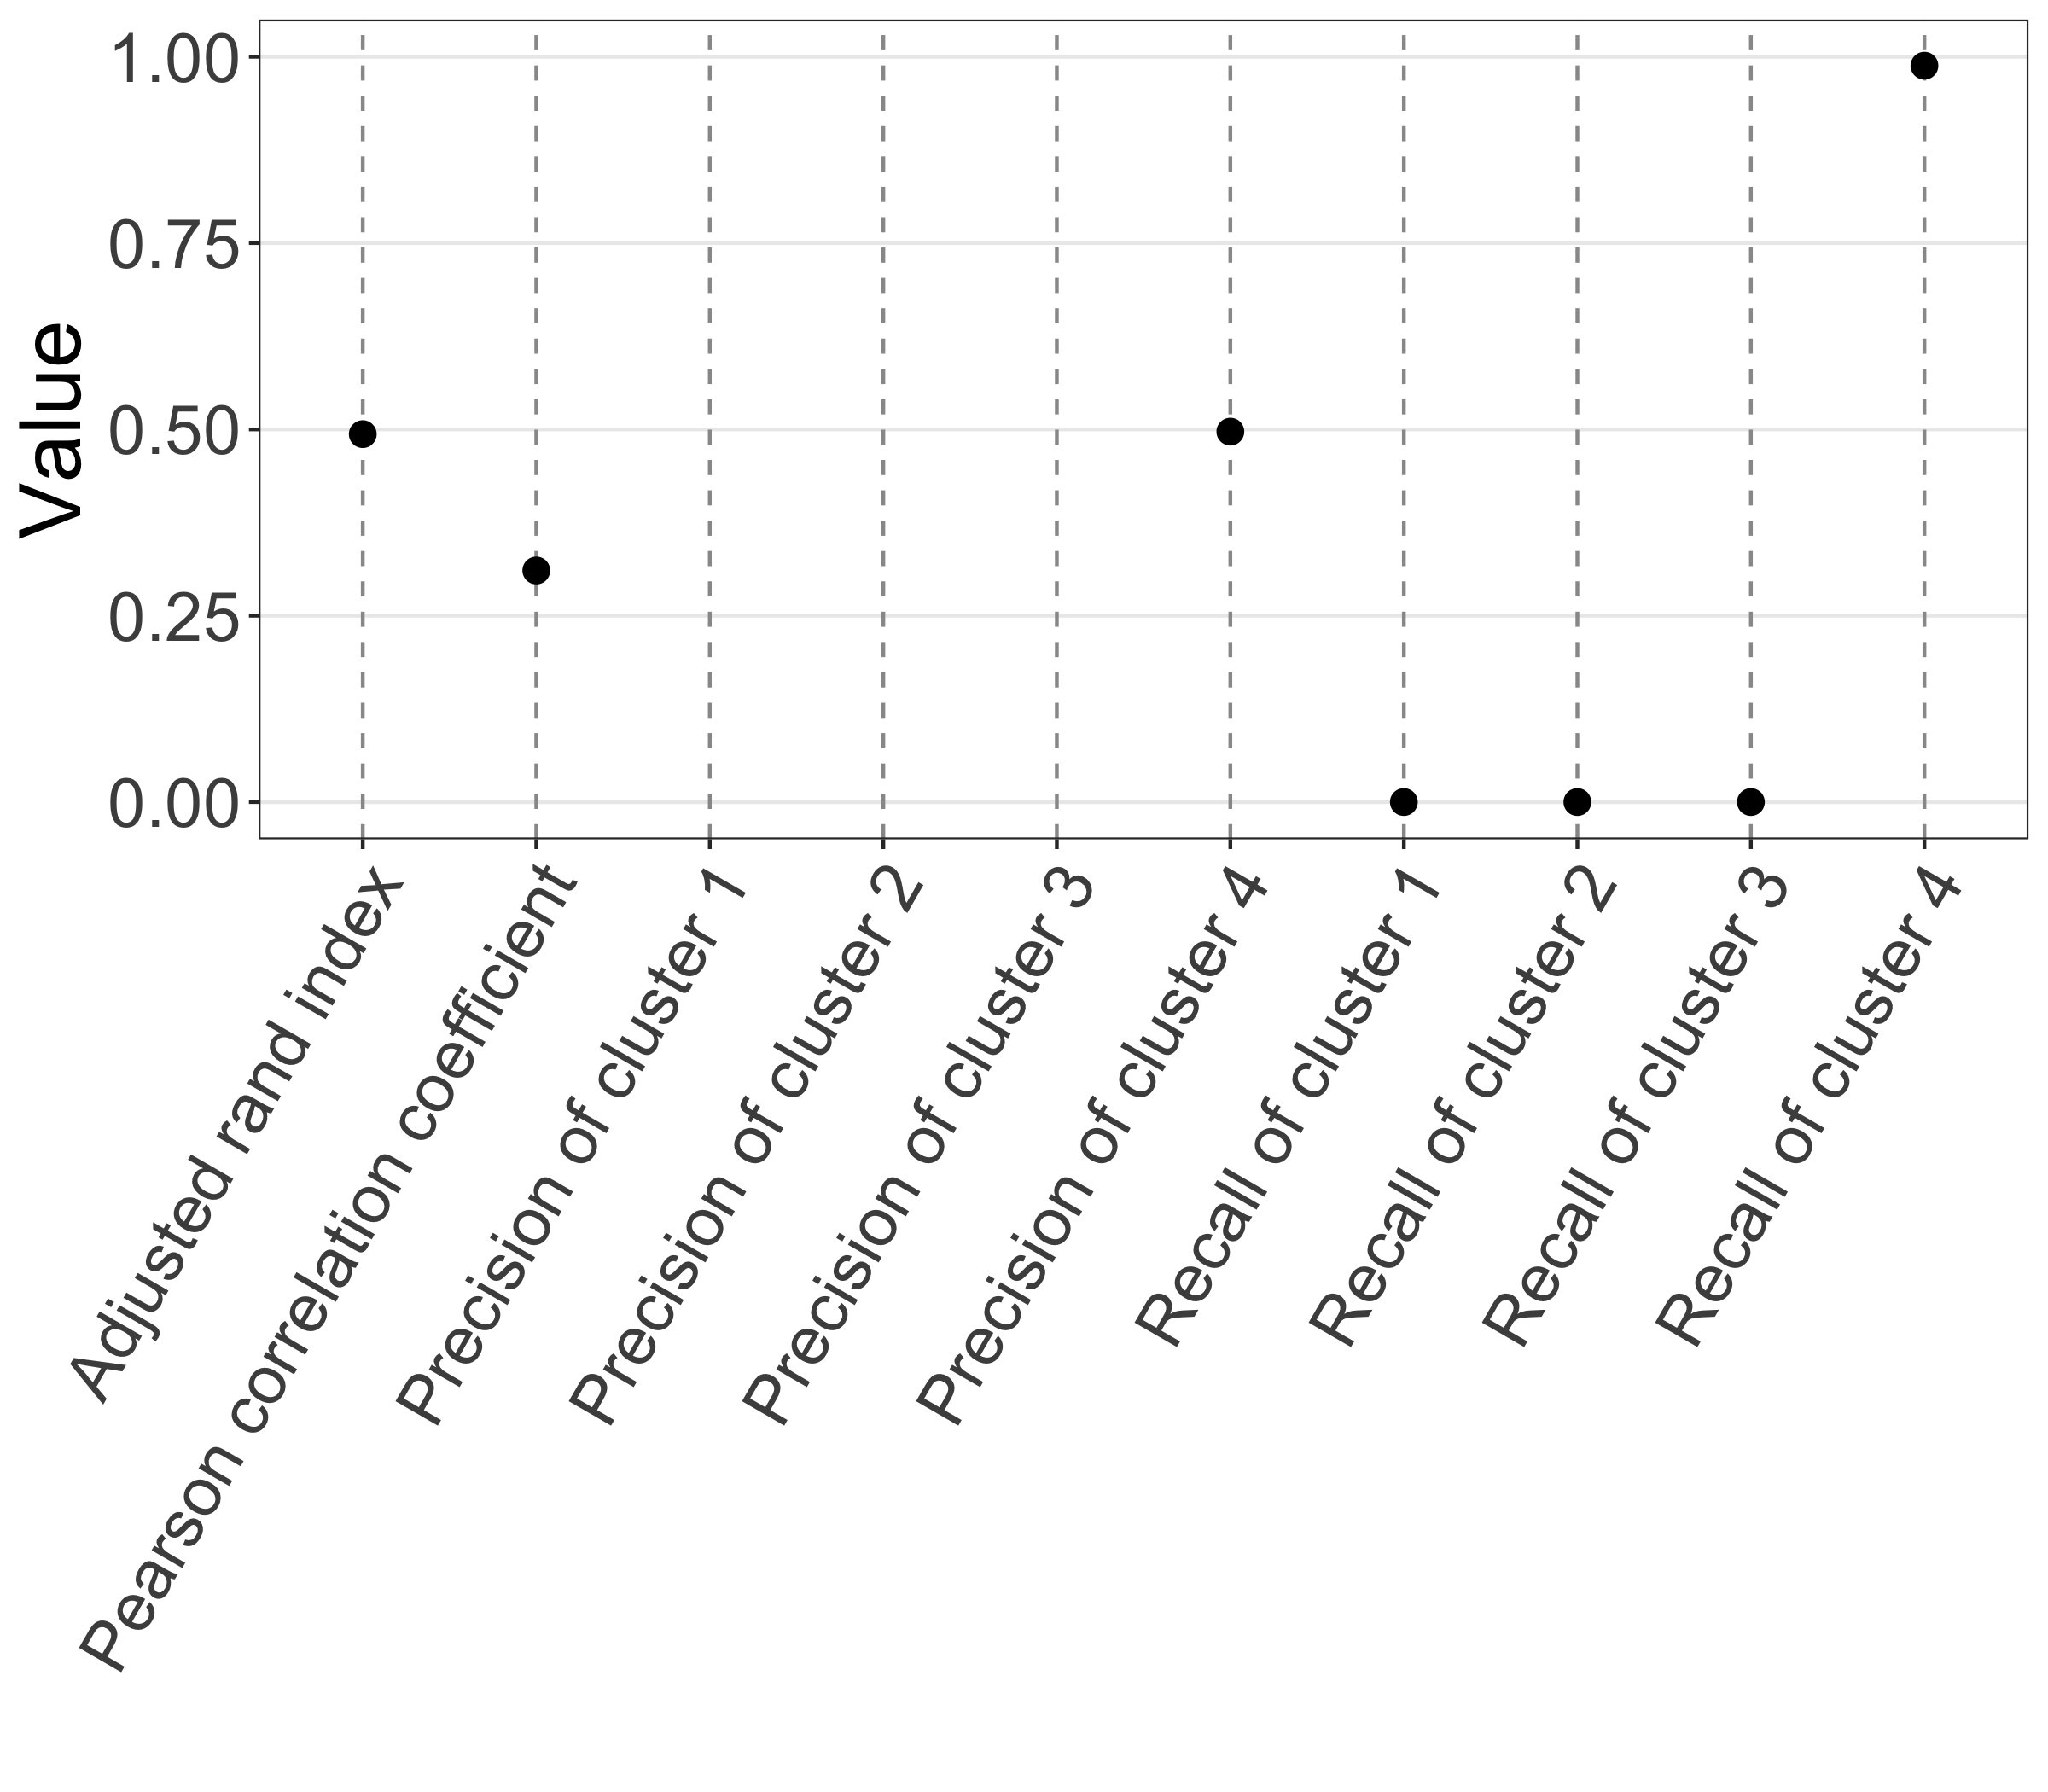 Value
1.00
0.75
0.50
0.25
0.00
Adjusted rand index
Pearson correlation coefficient
Precision of cluster 1
Precision of cluster 2
Precision of cluster 3
Precision of cluster 4
Recall of cluster 1
Recall of cluster 2
Recall of cluster 3
Recall of cluster 4